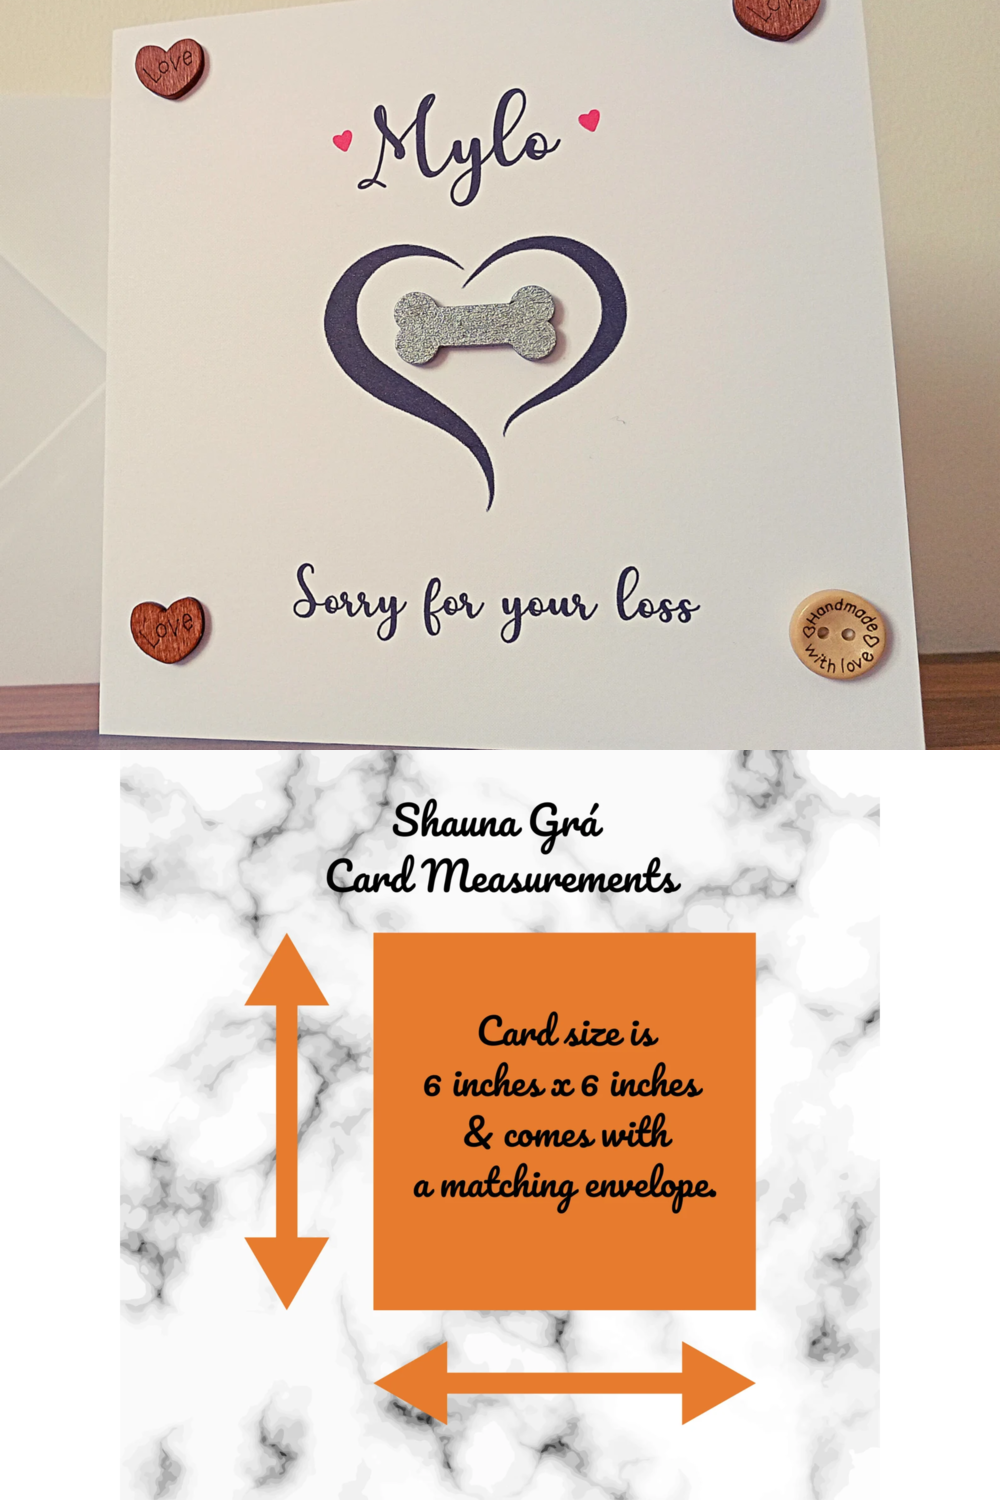 Love
Love
Mylo
Sorry for your loss
Love
Handmade
with love
Shauna Grá
Card Measurements
Card size is
6 inches x 6 inches
& comes with
a matching envelope.